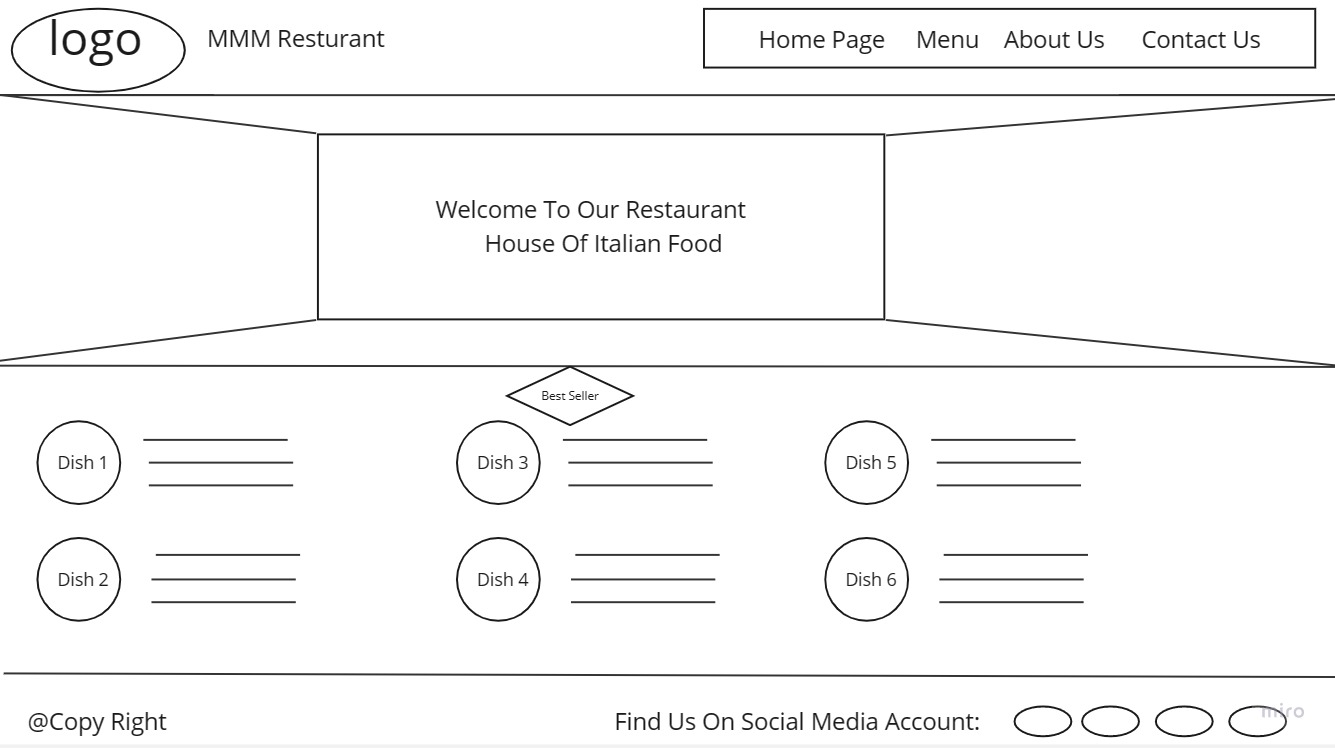 logo
MMM Resturant
Home Page Menu About Us Contact Us
Welcome To Our Restaurant
House Of Italian Food
Best Seller
Dish 1
Dish 3
Dish 5
Dish 2
Dish 4
Dish 6
@Copy Right
Find Us On Social Media Account:
miro